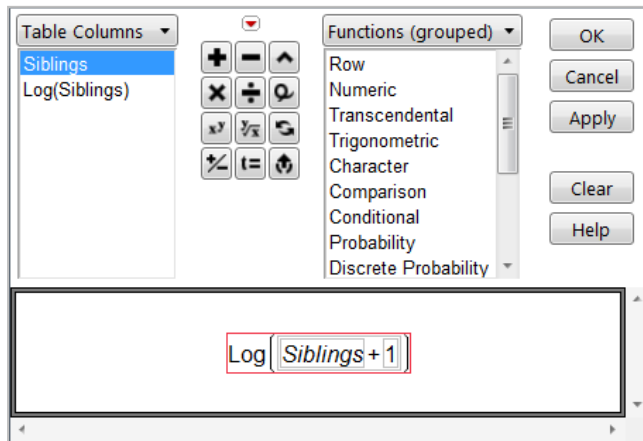 Table Columns
Siblings
Log(Siblings)
xʸ
ʸ√x
t=
Functions (grouped)
Row
Numeric
Transcendental
Trigonometric
Character
Comparison
Conditional
Probability
Discrete Probability
OK
Cancel
Apply
Clear
Help
Log(Siblings+1)